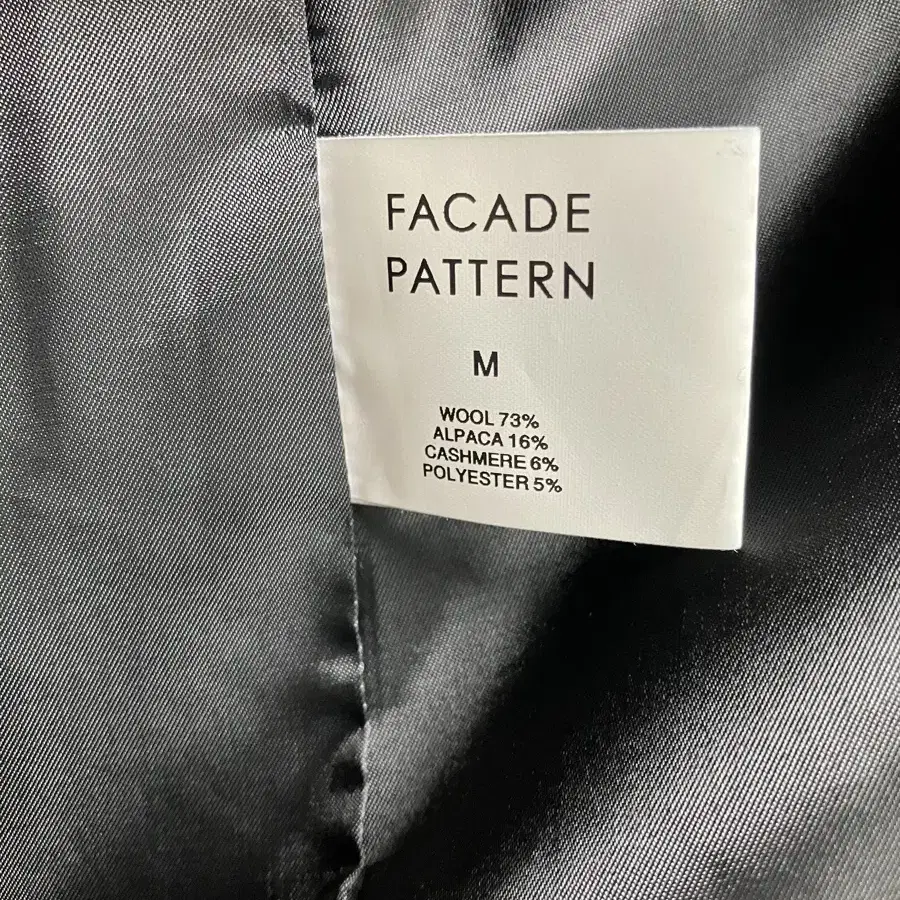 FACADE
PATTERN
M
WOOL 73%
ALPACA 16%
CASHMERE 6%
POLYESTER 5%